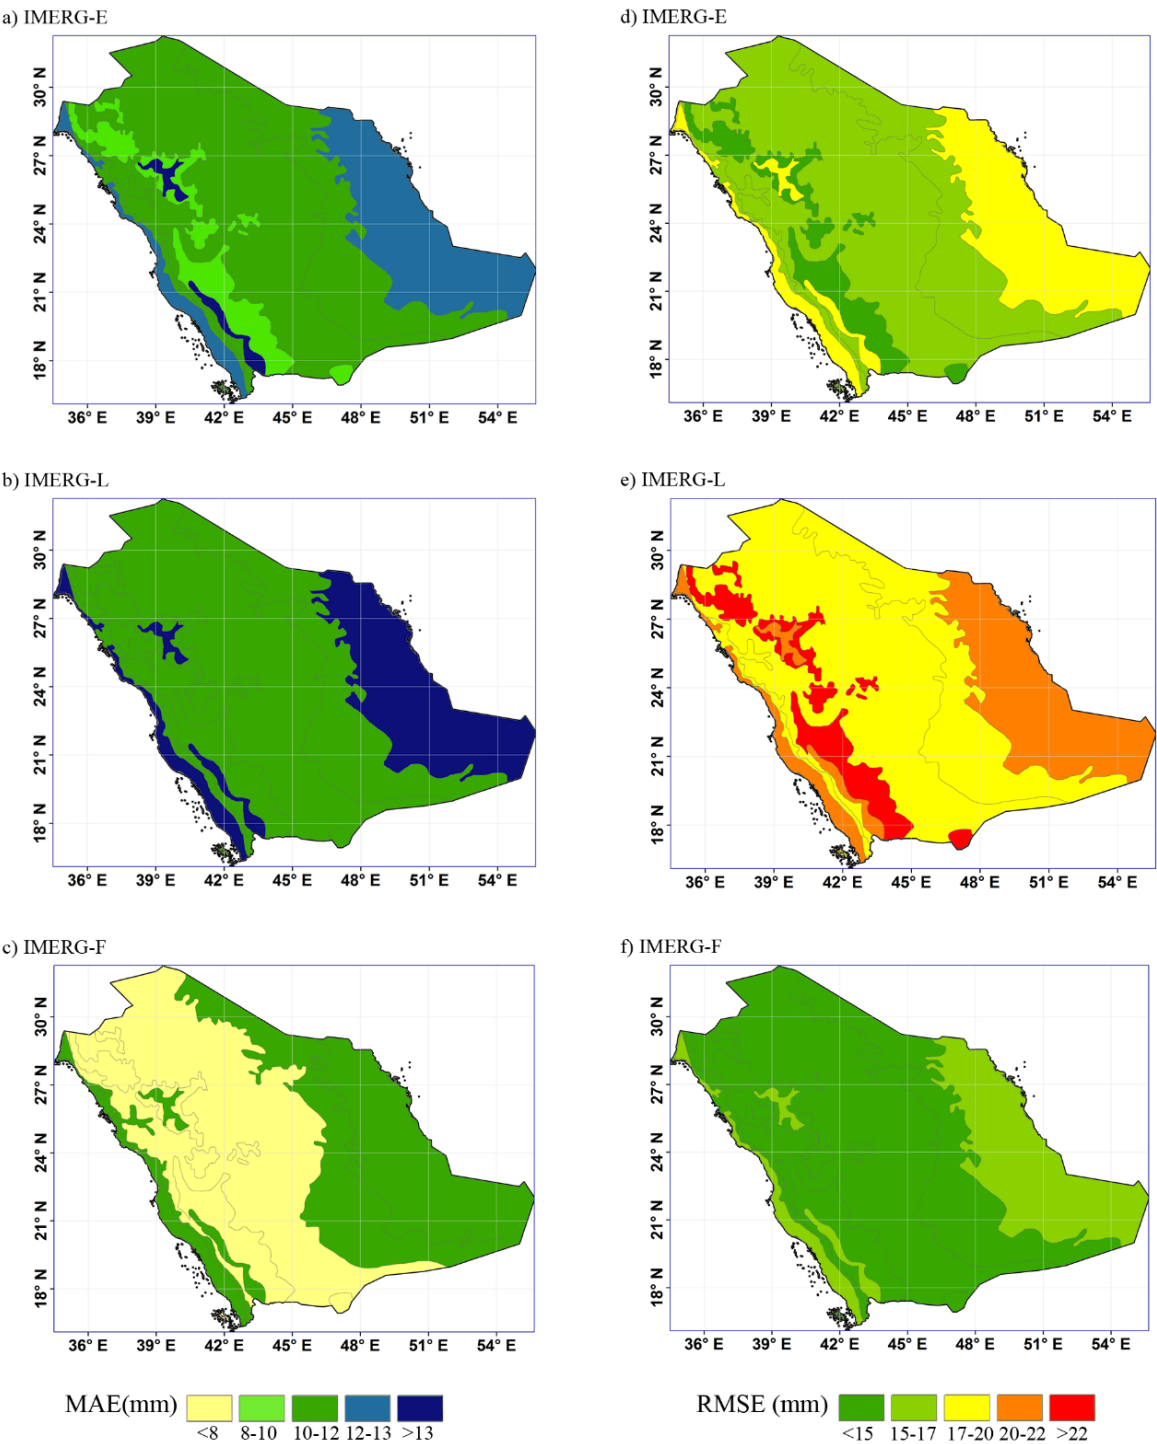 a) IMERG-E
30° N
27° N
24° N
21° N
18° N
36° E 39° E 42° E 45° E 48° E 51° E 54° E
d) IMERG-E
30° N
27° N
24° N
21° N
18° N
36° E 39° E 42° E 45° E 48° E 51° E 54° E
b) IMERG-L
30° N
27° N
24° N
21° N
18° N
36° E 39° E 42° E 45° E 48° E 51° E 54° E
e) IMERG-L
30° N
27° N
24° N
21° N
18° N
36° E 39° E 42° E 45° E 48° E 51° E 54° E
c) IMERG-F
30° N
27° N
24° N
21° N
18° N
36° E 39° E 42° E 45° E 48° E 51° E 54° E
f) IMERG-F
30° N
27° N
24° N
21° N
18° N
36° E 39° E 42° E 45° E 48° E 51° E 54° E
MAE(mm)
<8 8-10 10-12 12-13 >13
RMSE (mm)
<15 15-17 17-20 20-22 >22